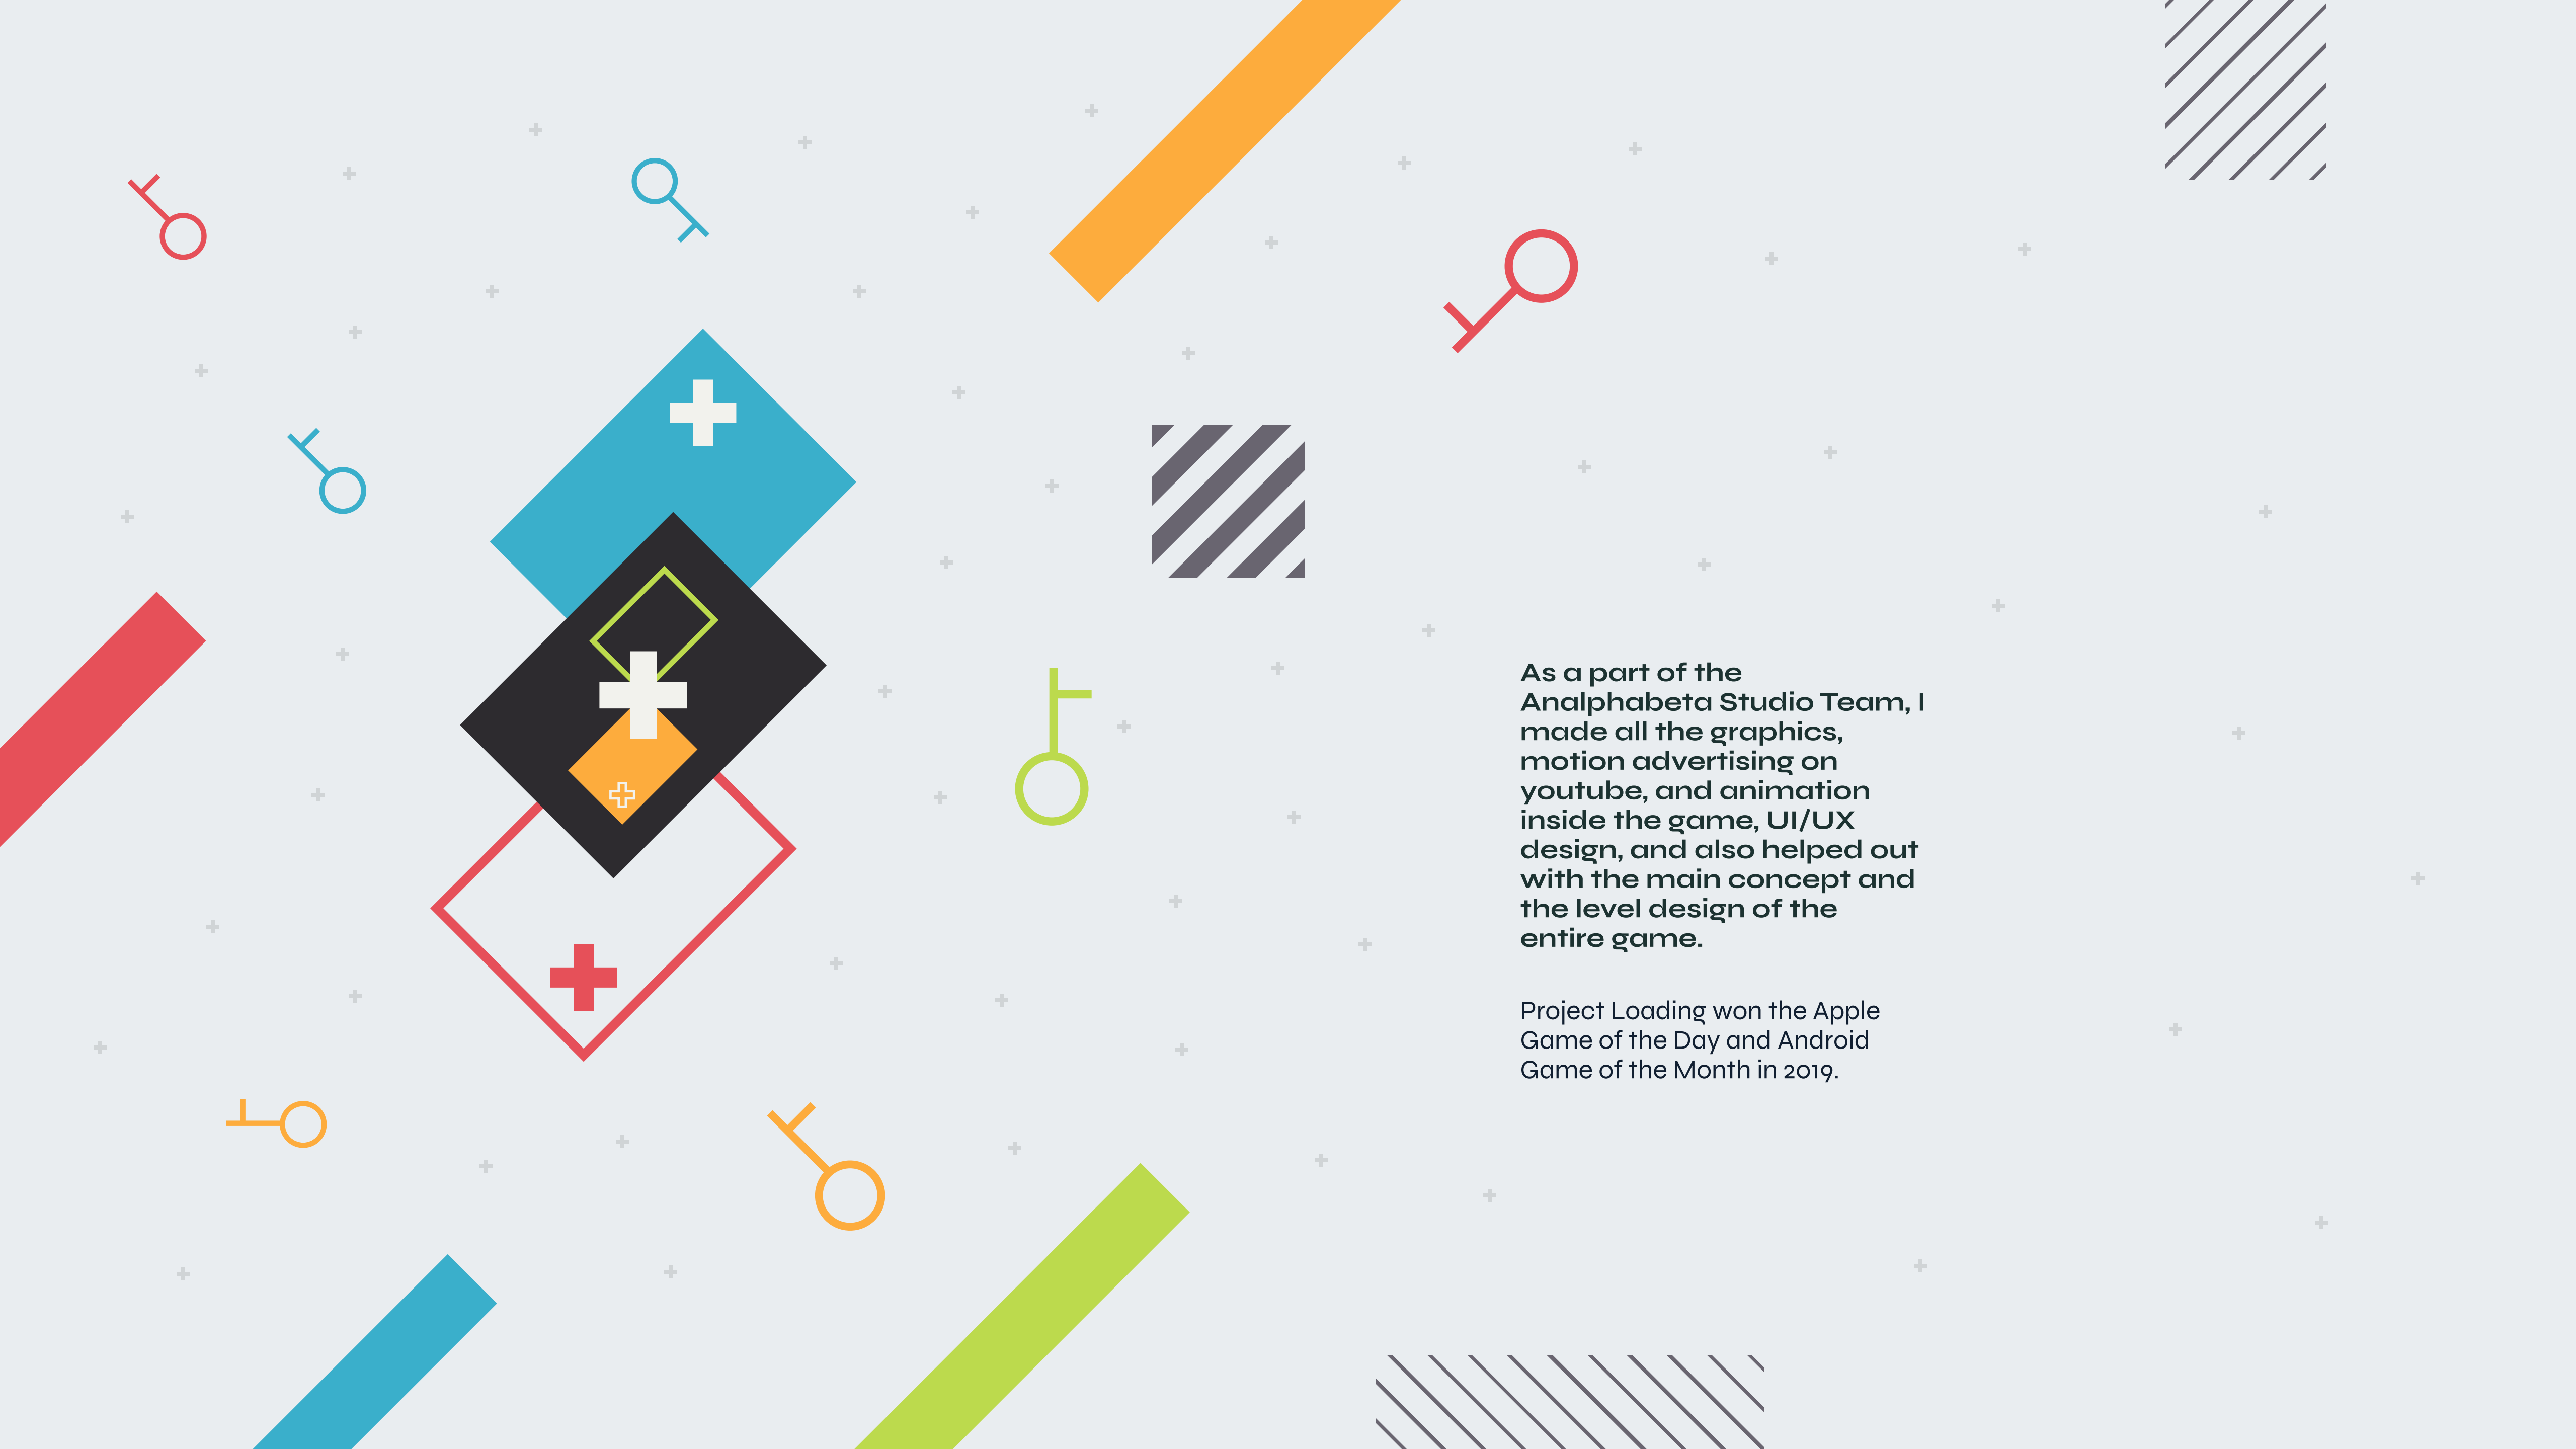 As a part of the
Analphabeta Studio Team, I
made all the graphics,
motion advertising on
youtube, and animation
inside the game, UI/UX
design, and also helped out
with the main concept and
the level design of the
entire game.
Project Loading won the Apple
Game of the Day and Android
Game of the Month in 2019.